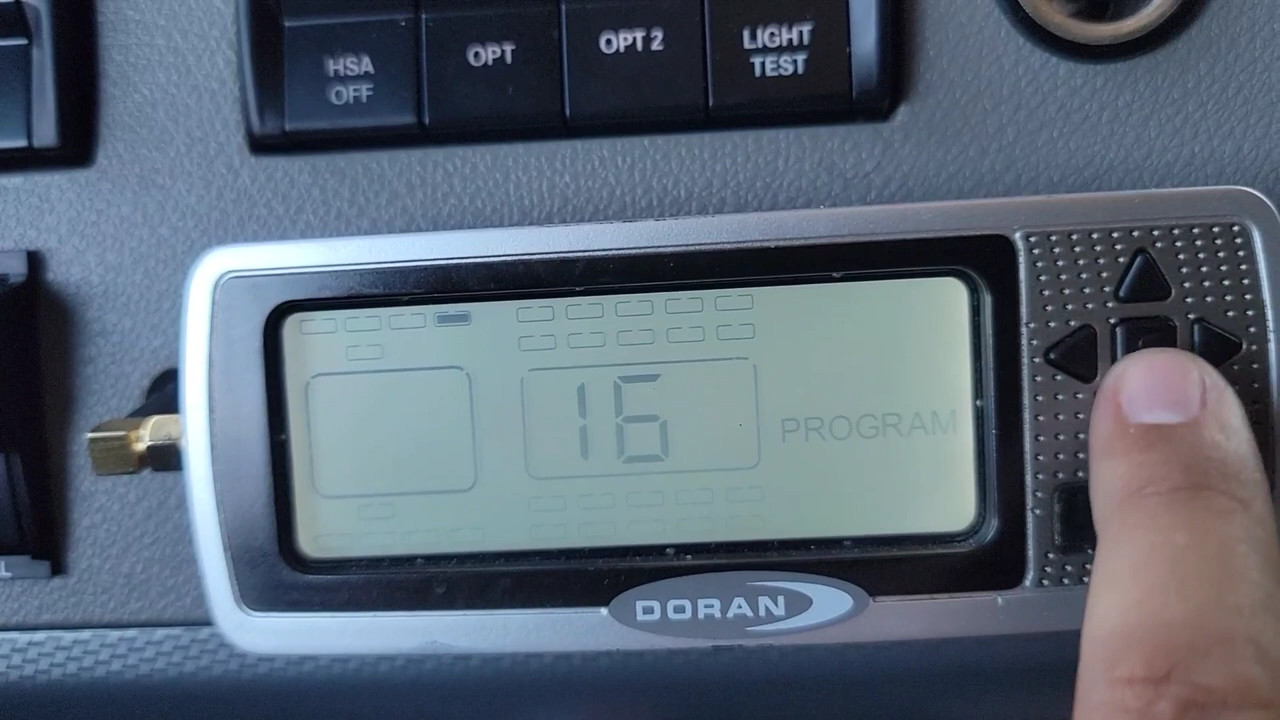 HSA
OFF
OPT
OPT 2
LIGHT
TEST
16
PROGRAM
DORAN